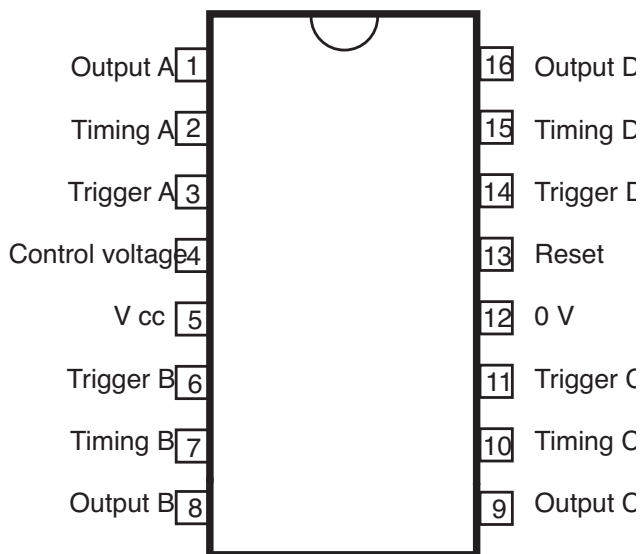 Output A 1 16 Output D
Timing A 2 15 Timing D
Trigger A 3 14 Trigger D
Control voltage 4 13 Reset
V cc 5 12 0 V
Trigger B 6 11 Trigger C
Timing B 7 10 Timing C
Output B 8 9 Output C